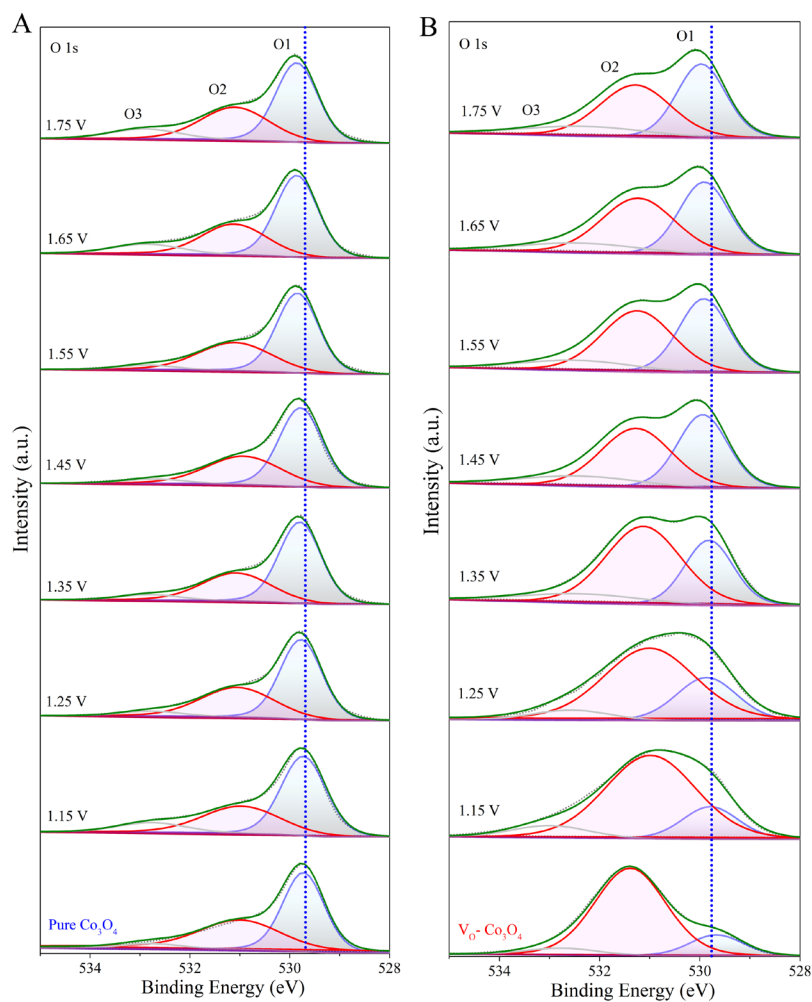 A
O 1s
O3
O2
O1
1.75 V
1.65 V
1.55 V
1.45 V
1.35 V
1.25 V
1.15 V
Pure Co₃O₄
534
532
530
528
Binding Energy (eV)
Intensity (a.u.)
B
O 1s
O3
O2
O1
1.75 V
1.65 V
1.55 V
1.45 V
1.35 V
1.25 V
1.15 V
V₀- Co₃O₄
534
532
530
528
Binding Energy (eV)
Intensity (a.u.)